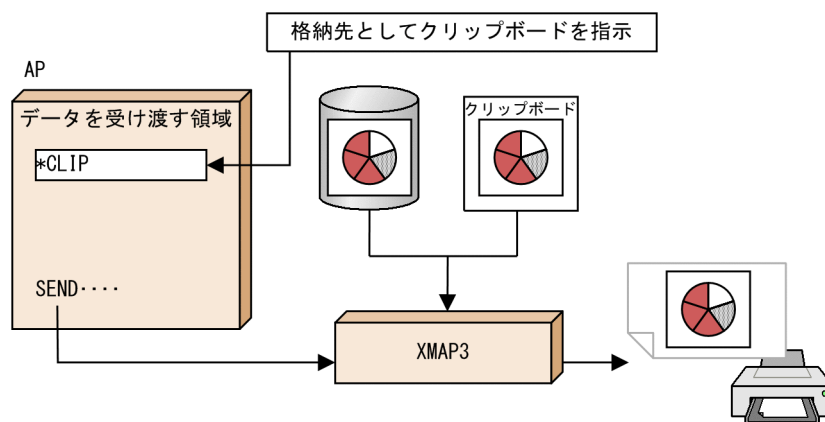 格納先としてクリップボードを指示
AP
データを受け渡す領域
クリップボード
*CLIP
SEND････
XMAP3